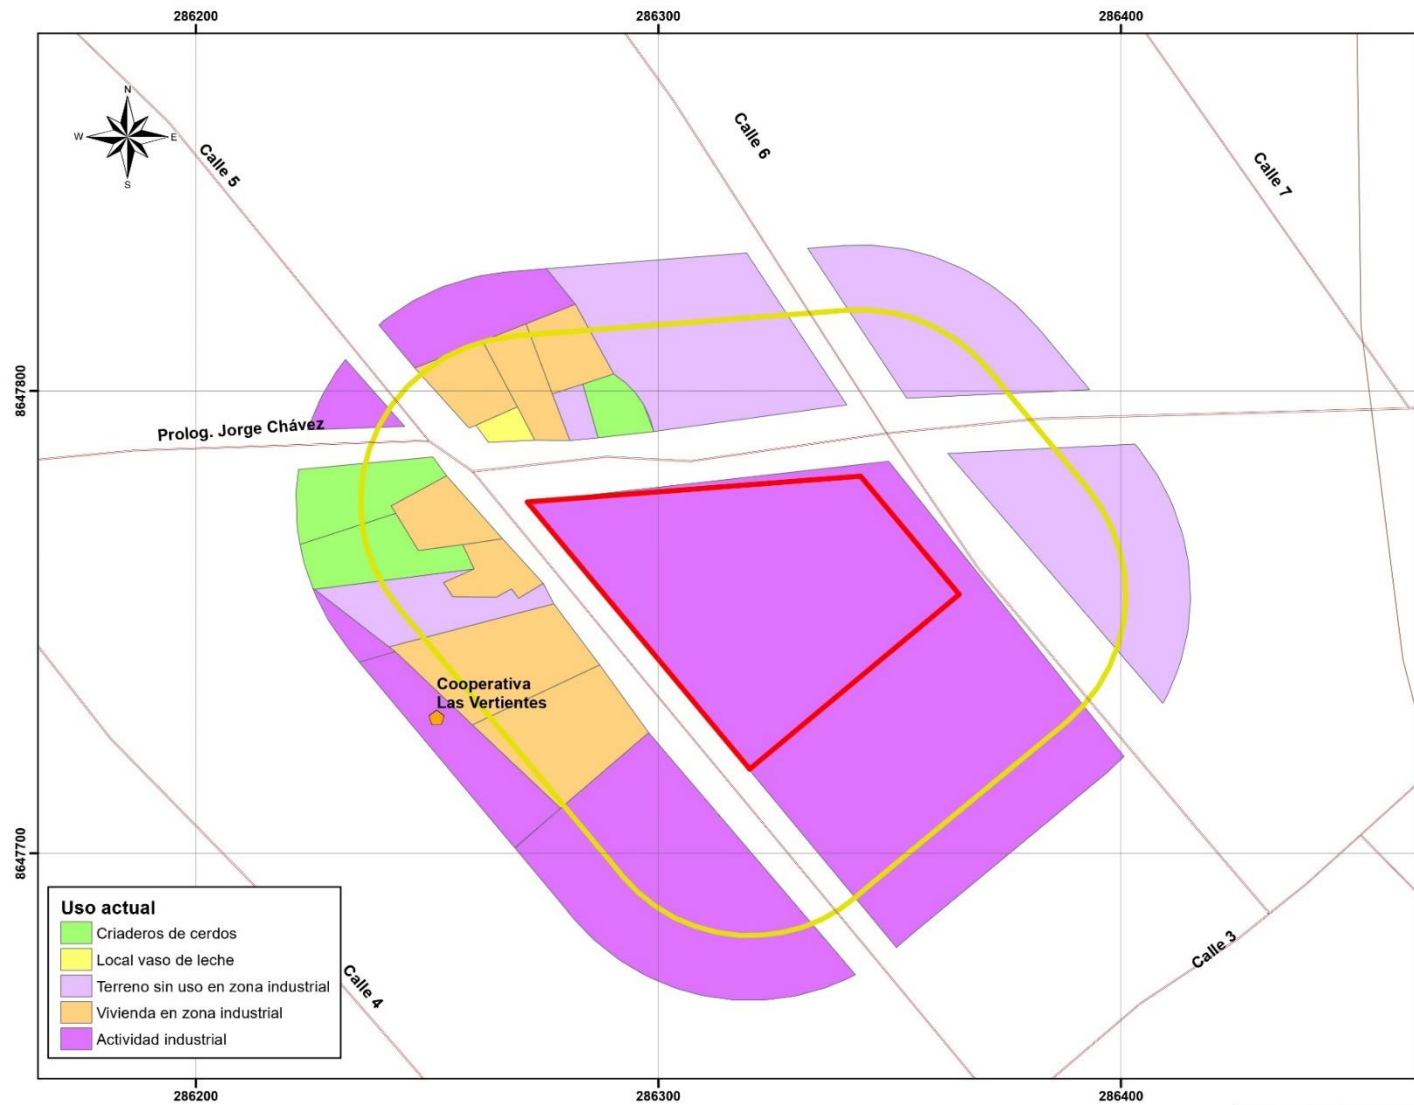 286200
286300
286400
N
W
E
S
Calle 5
Calle 6
Calle 7
8647800
Prolog. Jorge Chávez
Cooperativa
Las Vertientes
8647700
Uso actual
Criaderos de cerdos
Local vaso de leche
Terreno sin uso en zona industrial
Vivienda en zona industrial
Actividad industrial
Calle 4
Calle 3
286200
286300
286400